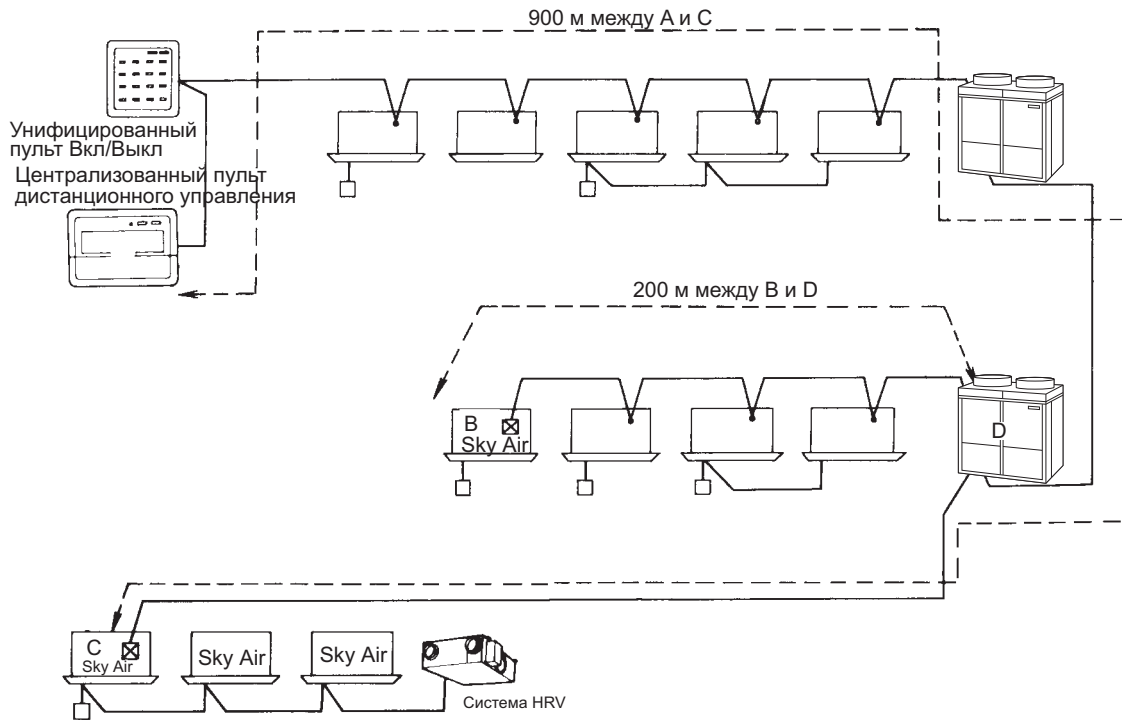 900 м между A и C
Унифицированный
пульт Вкл/Выкл
Централизованный пульт
дистанционного управления
200 м между B и D
B
Sky Air
D
C
Sky Air
Sky Air
Sky Air
Система HRV